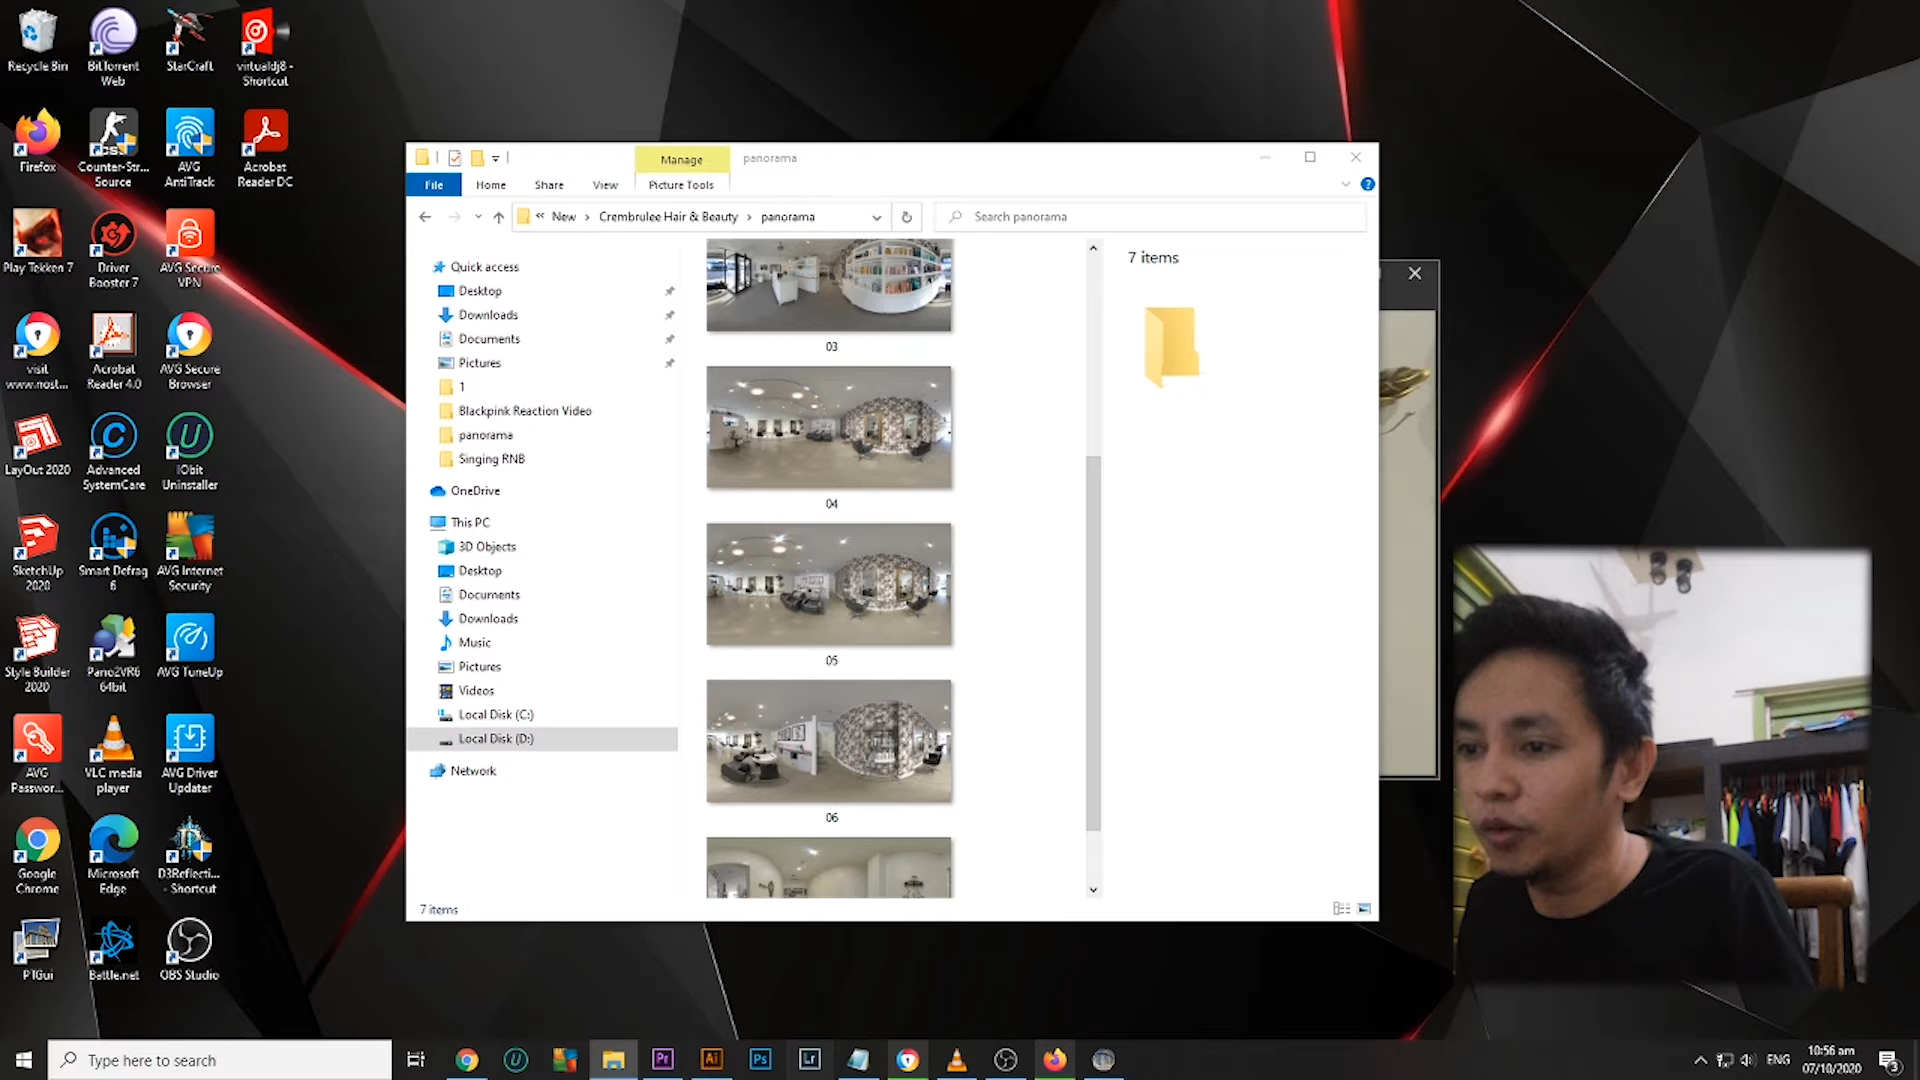 Recycle Bin
BitTorrent
Web
StarCraft
virtualdj8 -
Shortcut
Firefox
Counter-Str...
Source
AVG
AntiTrack
Acrobat
Reader DC
Play Tekken 7
Driver
Booster 7
AVG Secure
VPN
visit
www.nost...
Acrobat
Reader 4.0
AVG Secure
Browser
LayOut 2020
Advanced
SystemCare
IObit
Uninstaller
SketchUp
2020
Smart Defrag
6
AVG Internet
Security
Style Builder
2020
Pano2VR6
64bit
AVG TuneUp
AVG
Passwor...
VLC media
player
AVG Driver
Updater
Google
Chrome
Microsoft
Edge
D3Reflecti...
- Shortcut
PTGui
Battle.net
OBS Studio
Manage
panorama
File
Home
Share
View
Picture Tools
« New › Crembrulee Hair & Beauty › panorama
Search panorama
Quick access
Desktop
Downloads
Documents
Pictures
1
Blackpink Reaction Video
panorama
Singing RNB
OneDrive
This PC
3D Objects
Desktop
Documents
Downloads
Music
Pictures
Videos
Local Disk (C:)
Local Disk (D:)
Network
03
04
05
06
7 items
7 items
Type here to search
Pr
Ai
Ps
Lr
ENG
10:56 am
07/10/2020
3